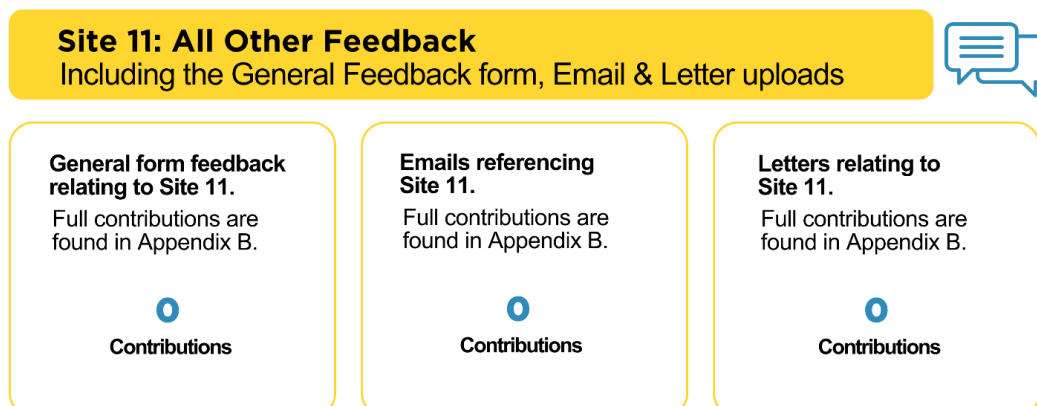 Site 11: All Other Feedback
Including the General Feedback form, Email & Letter uploads
General form feedback
relating to Site 11.
Full contributions are
found in Appendix B.
0
Contributions
Emails referencing
Site 11.
Full contributions are
found in Appendix B.
0
Contributions
Letters relating to
Site 11.
Full contributions are
found in Appendix B.
0
Contributions